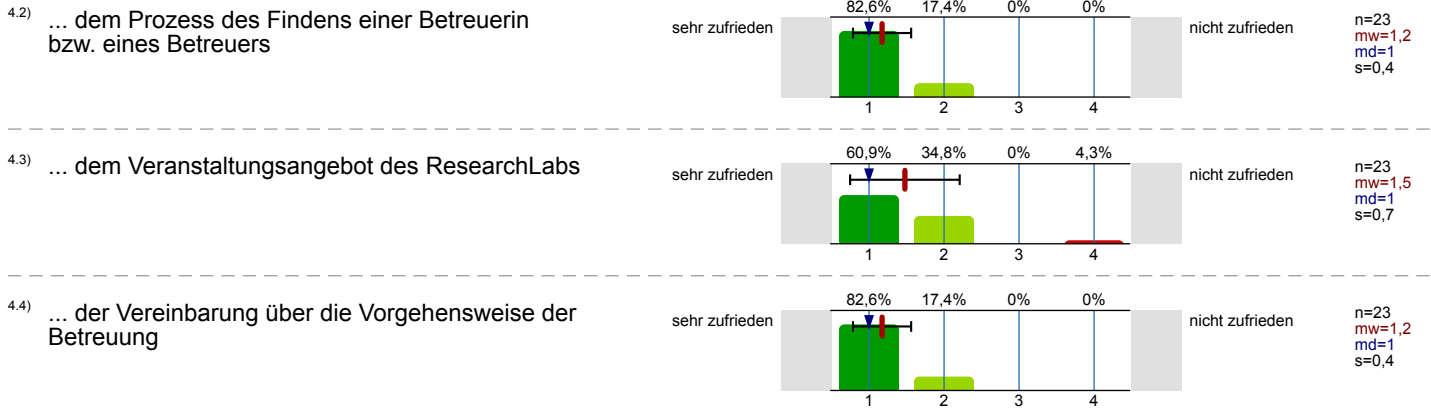 4.2) ... dem Prozess des Findens einer Betreuerin
bzw. eines Betreuers
sehr zufrieden
82,6% 17,4% 0% 0%
1 2 3 4
nicht zufrieden
n=23
mw=1,2
md=1
s=0,4
4.3) ... dem Veranstaltungsangebot des ResearchLabs
sehr zufrieden
60,9% 34,8% 0% 4,3%
1 2 3 4
nicht zufrieden
n=23
mw=1,5
md=1
s=0,7
4.4) ... der Vereinbarung über die Vorgehensweise der
Betreuung
sehr zufrieden
82,6% 17,4% 0% 0%
1 2 3 4
nicht zufrieden
n=23
mw=1,2
md=1
s=0,4